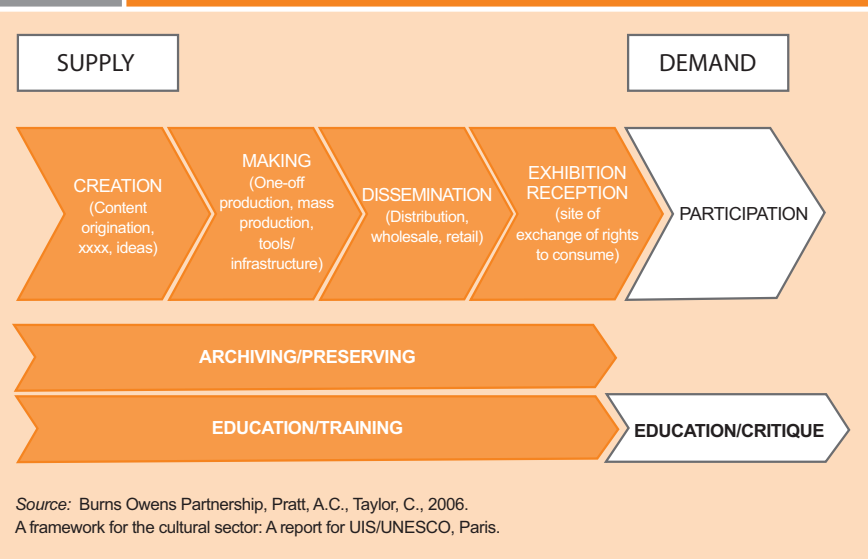 SUPPLY
DEMAND
CREATION
(Content
origination,
xxxx, ideas)
MAKING
(One-off
production, mass
production,
tools/
infrastructure)
DISSEMINATION
(Distribution,
wholesale, retail)
EXHIBITION
RECEPTION
(site of
exchange of rights
to consume)
PARTICIPATION
ARCHIVING/PRESERVING
EDUCATION/TRAINING
EDUCATION/CRITIQUE
Source: Burns Owens Partnership, Pratt, A.C., Taylor, C., 2006.
A framework for the cultural sector: A report for UIS/UNESCO, Paris.